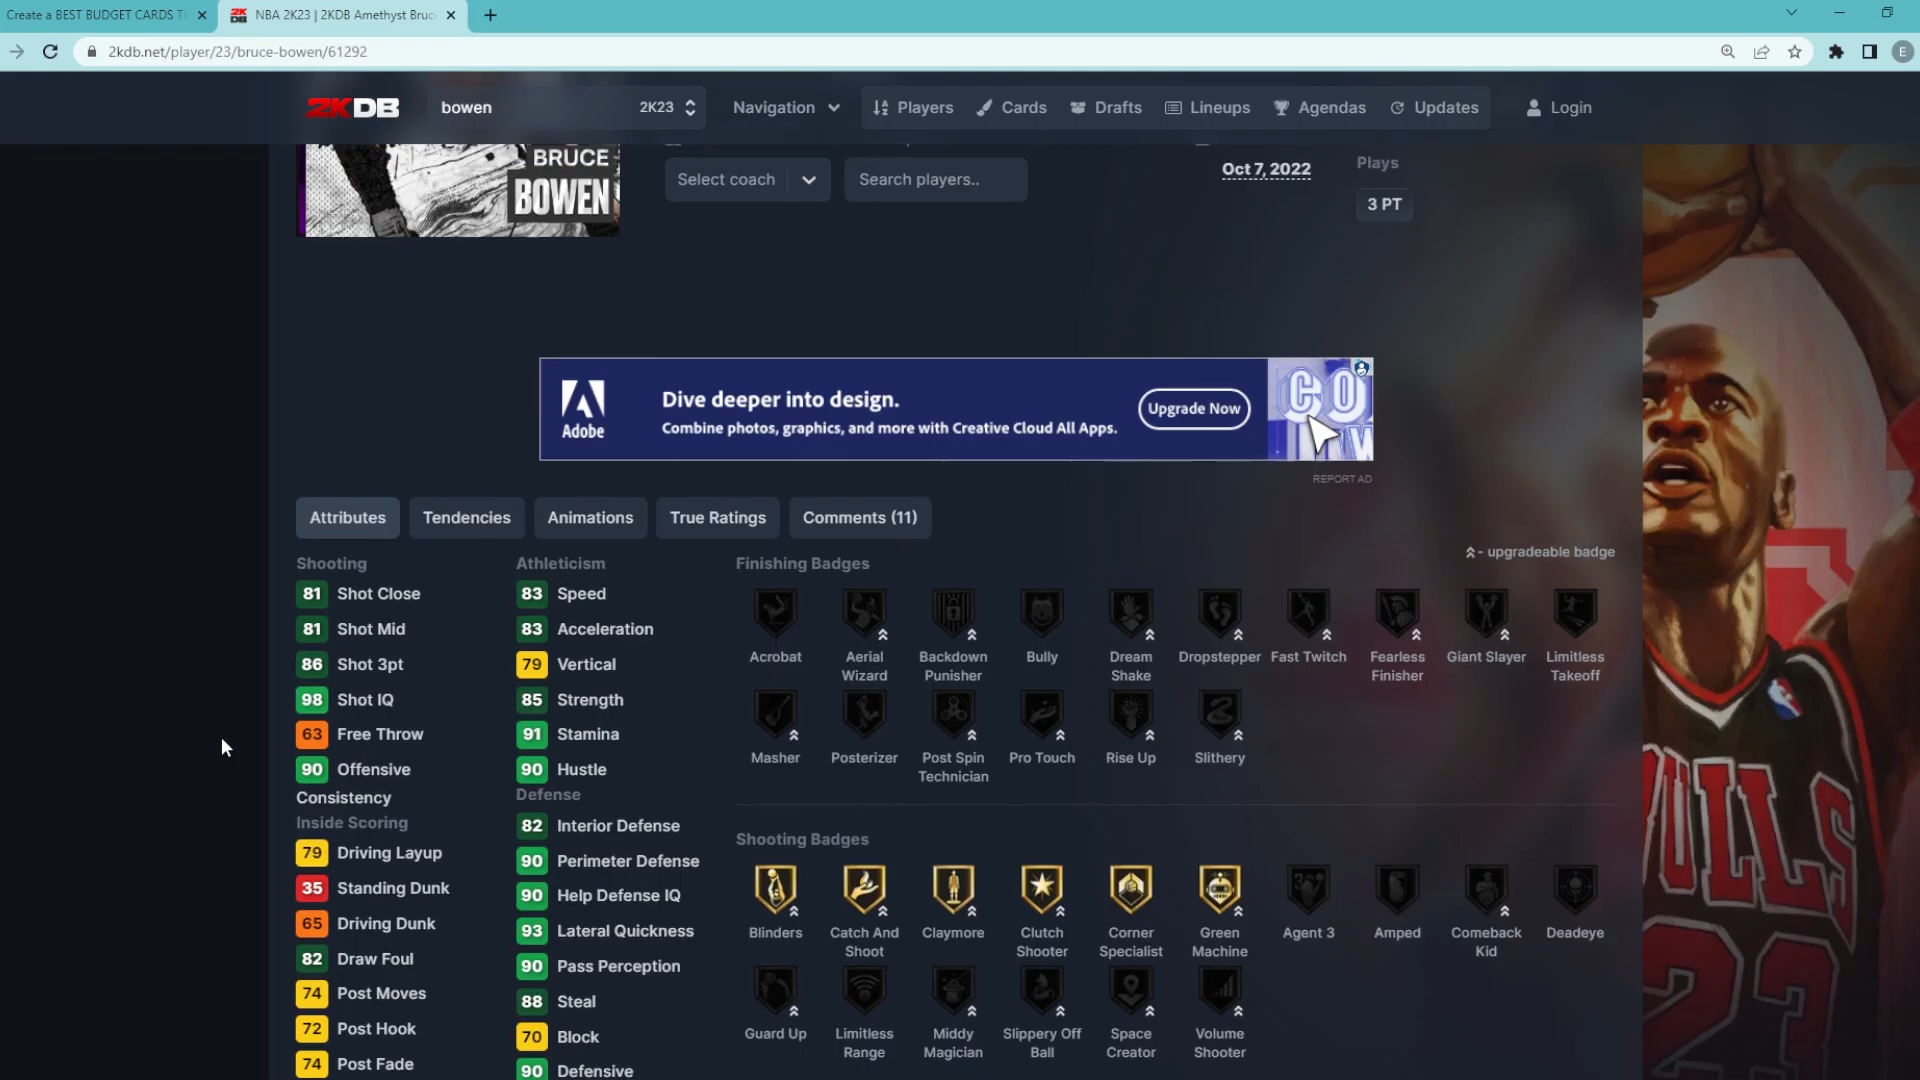 Create a BEST BUDGET CARDS
NBA 2K23 | 2KDB Amethyst Bruc
2kdb.net/player/23/bruce-bowen/61292
E
2KDB
bowen
2K23
Navigation
Players
Cards
Drafts
Lineups
Agendas
Updates
Login
BRUCE
BOWEN
Select coach
Search players..
Oct 7, 2022
Plays
3 PT
Adobe
Dive deeper into design.
Combine photos, graphics, and more with Creative Cloud All Apps.
Upgrade Now
REPORT AD
Attributes
Tendencies
Animations
True Ratings
Comments (11)
- upgradeable badge
Shooting
81 Shot Close
81 Shot Mid
86 Shot 3pt
98 Shot IQ
63 Free Throw
90 Offensive
Consistency
Inside Scoring
79 Driving Layup
35 Standing Dunk
65 Driving Dunk
82 Draw Foul
74 Post Moves
72 Post Hook
74 Post Fade
Athleticism
83 Speed
83 Acceleration
79 Vertical
85 Strength
91 Stamina
90 Hustle
Defense
82 Interior Defense
90 Perimeter Defense
90 Help Defense IQ
93 Lateral Quickness
90 Pass Perception
88 Steal
70 Block
90 Defensive
Finishing Badges
Acrobat
Aerial
Wizard
Backdown
Punisher
Bully
Dream
Shake
Dropstepper
Fast Twitch
Fearless
Finisher
Giant Slayer
Limitless
Takeoff
Masher
Posterizer
Post Spin
Technician
Pro Touch
Rise Up
Slithery
Shooting Badges
Blinders
Catch And
Shoot
Claymore
Clutch
Shooter
Corner
Specialist
Green
Machine
Agent 3
Amped
Comeback
Kid
Deadeye
Guard Up
Limitless
Range
Middy
Magician
Slippery Off
Ball
Space
Creator
Volume
Shooter
23